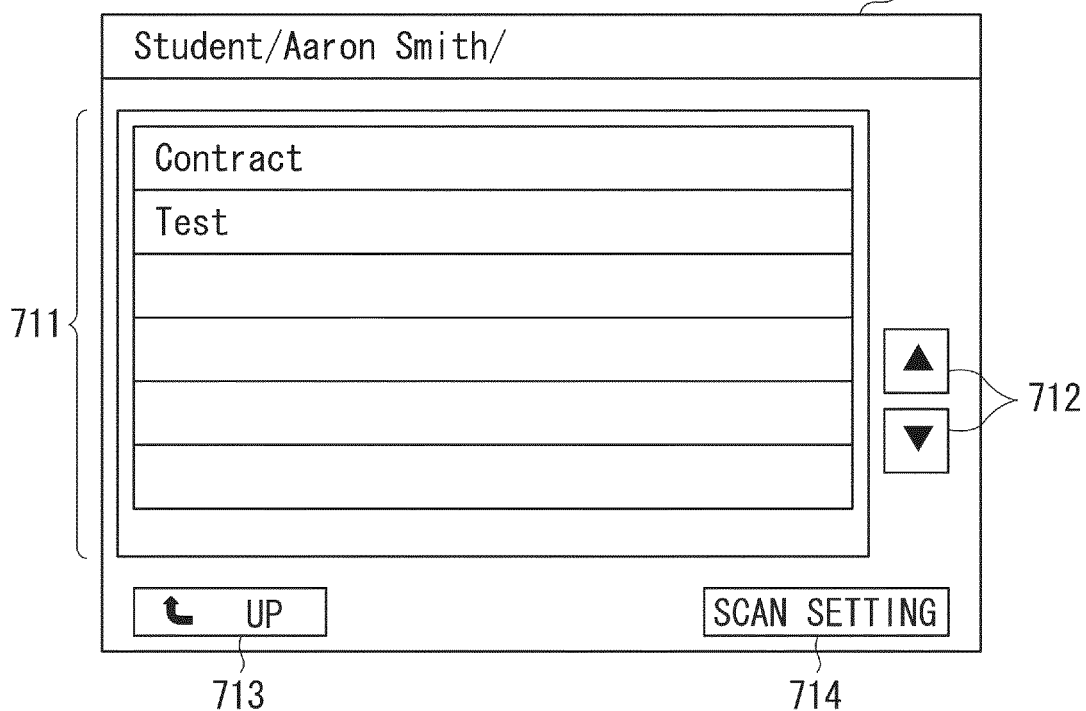 Student/Aaron Smith/
Contract
Test
711
▲
712
▼
UP
SCAN SETTING
713
714